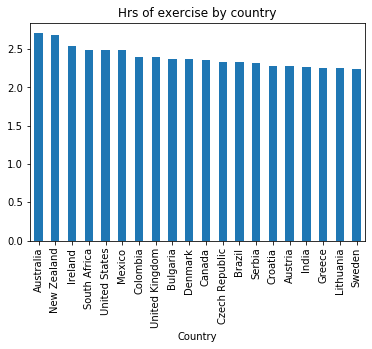 Hrs of exercise by country
2.5
2.0
1.5
1.0
0.5
0.0
Australia
New Zealand
Ireland
South Africa
United States
Mexico
Colombia
United Kingdom
Bulgaria
Denmark
Canada
Czech Republic
Brazil
Serbia
Croatia
Austria
India
Greece
Lithuania
Sweden
Country